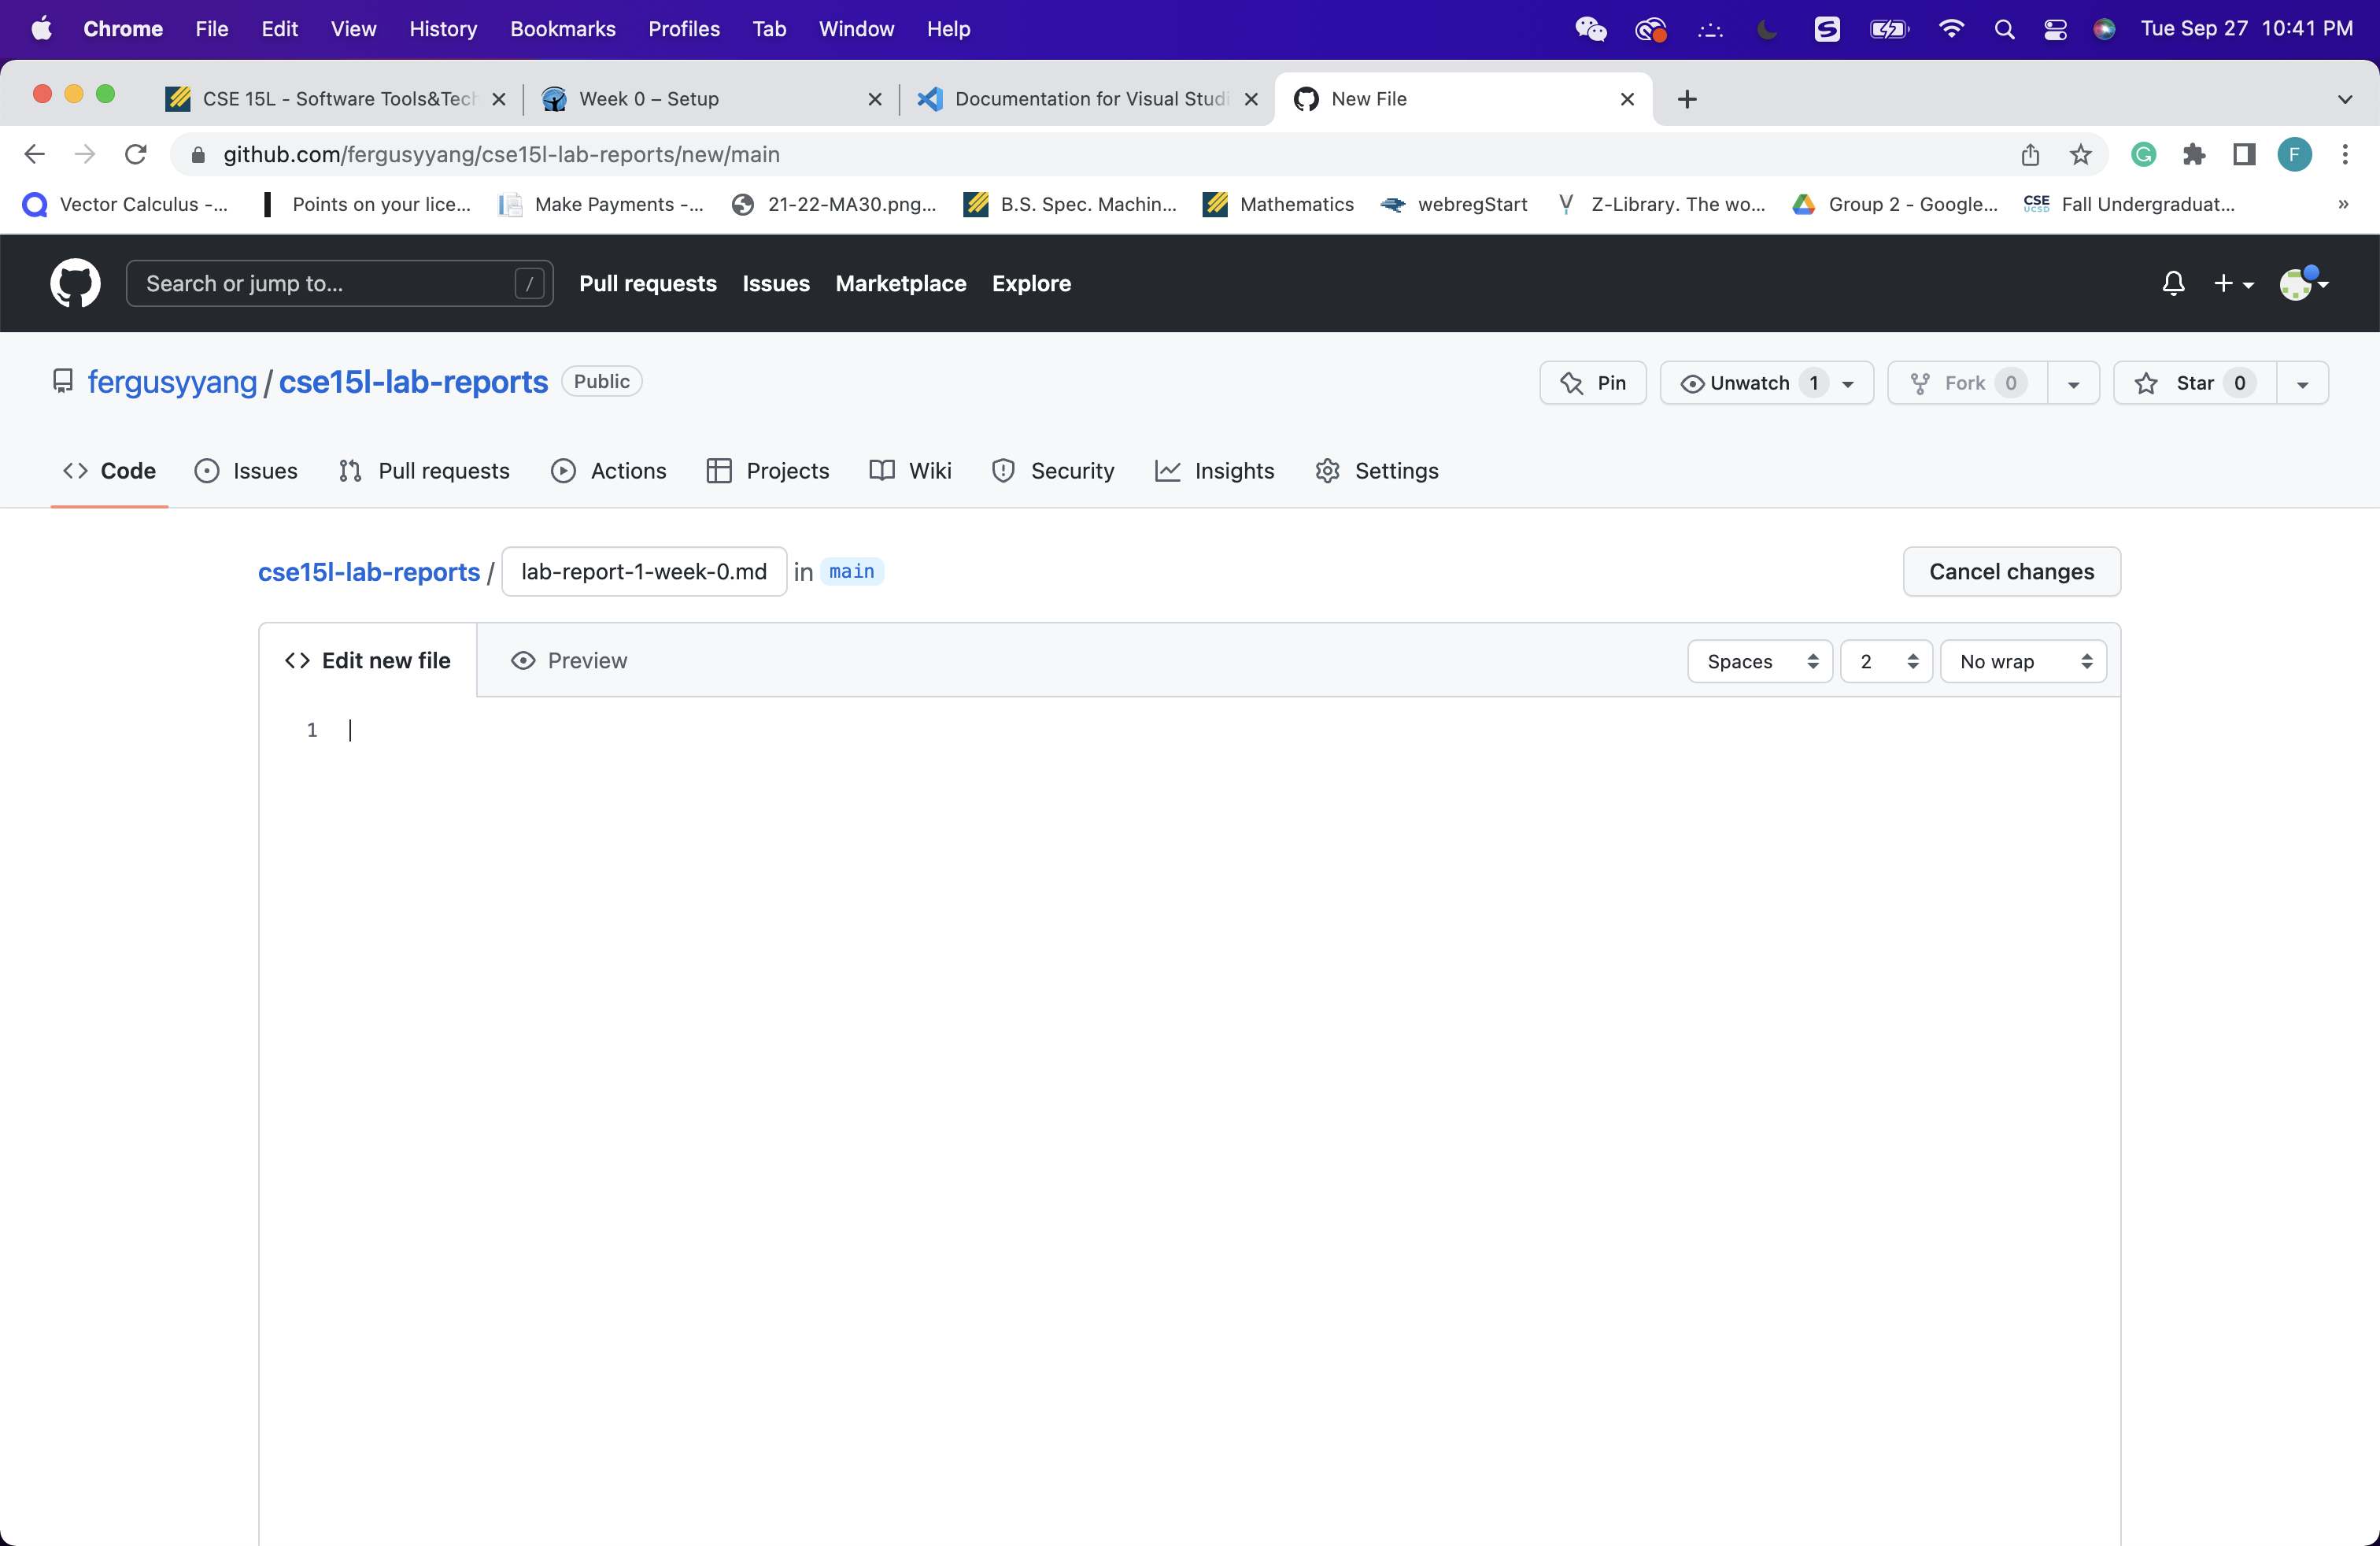 Chrome File Edit View History Bookmarks Profiles Tab Window Help Tue Sep 27 10:41 PM
CSE 15L - Software Tools&Tech Week 0 – Setup Documentation for Visual Studi New File
github.com/fergusyyang/cse15l-lab-reports/new/main F
Vector Calculus -... Points on your lice... Make Payments -... 21-22-MA30.png... B.S. Spec. Machin... Mathematics webregStart Z-Library. The wo... Group 2 - Google... CSE UCSD Fall Undergraduat... »
Search or jump to... / Pull requests Issues Marketplace Explore
fergusyyang / cse15l-lab-reports Public Pin Unwatch 1 Fork 0 Star 0
Code Issues Pull requests Actions Projects Wiki Security Insights Settings
cse15l-lab-reports / lab-report-1-week-0.md in main Cancel changes
Edit new file Preview Spaces 2 No wrap
1